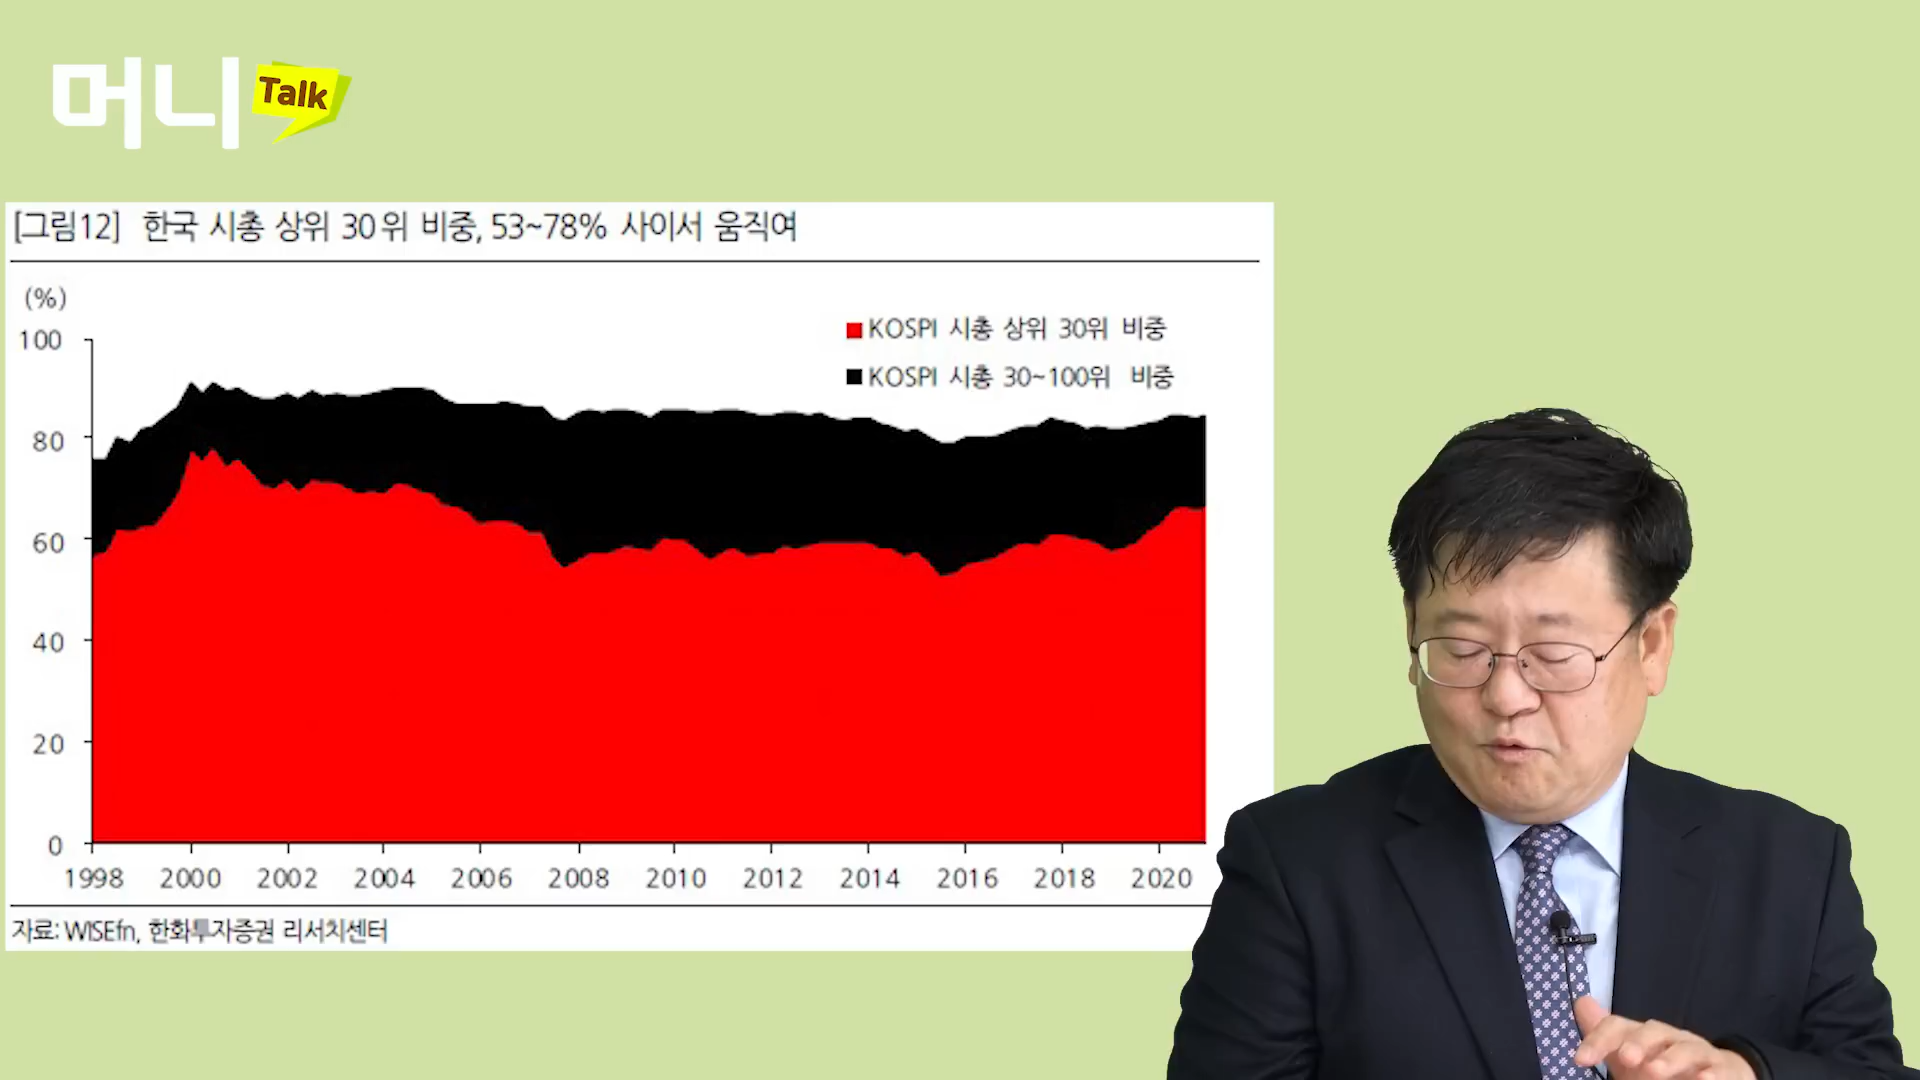 머니 Talk
[그림12] 한국 시총 상위 30위 비중, 53~78% 사이서 움직여
(%)
KOSPI 시총 상위 30위 비중
KOSPI 시총 30~100위 비중
100
80
60
40
20
0
1998 2000 2002 2004 2006 2008 2010 2012 2014 2016 2018 2020
자료: WISEfn, 한화투자증권 리서치센터